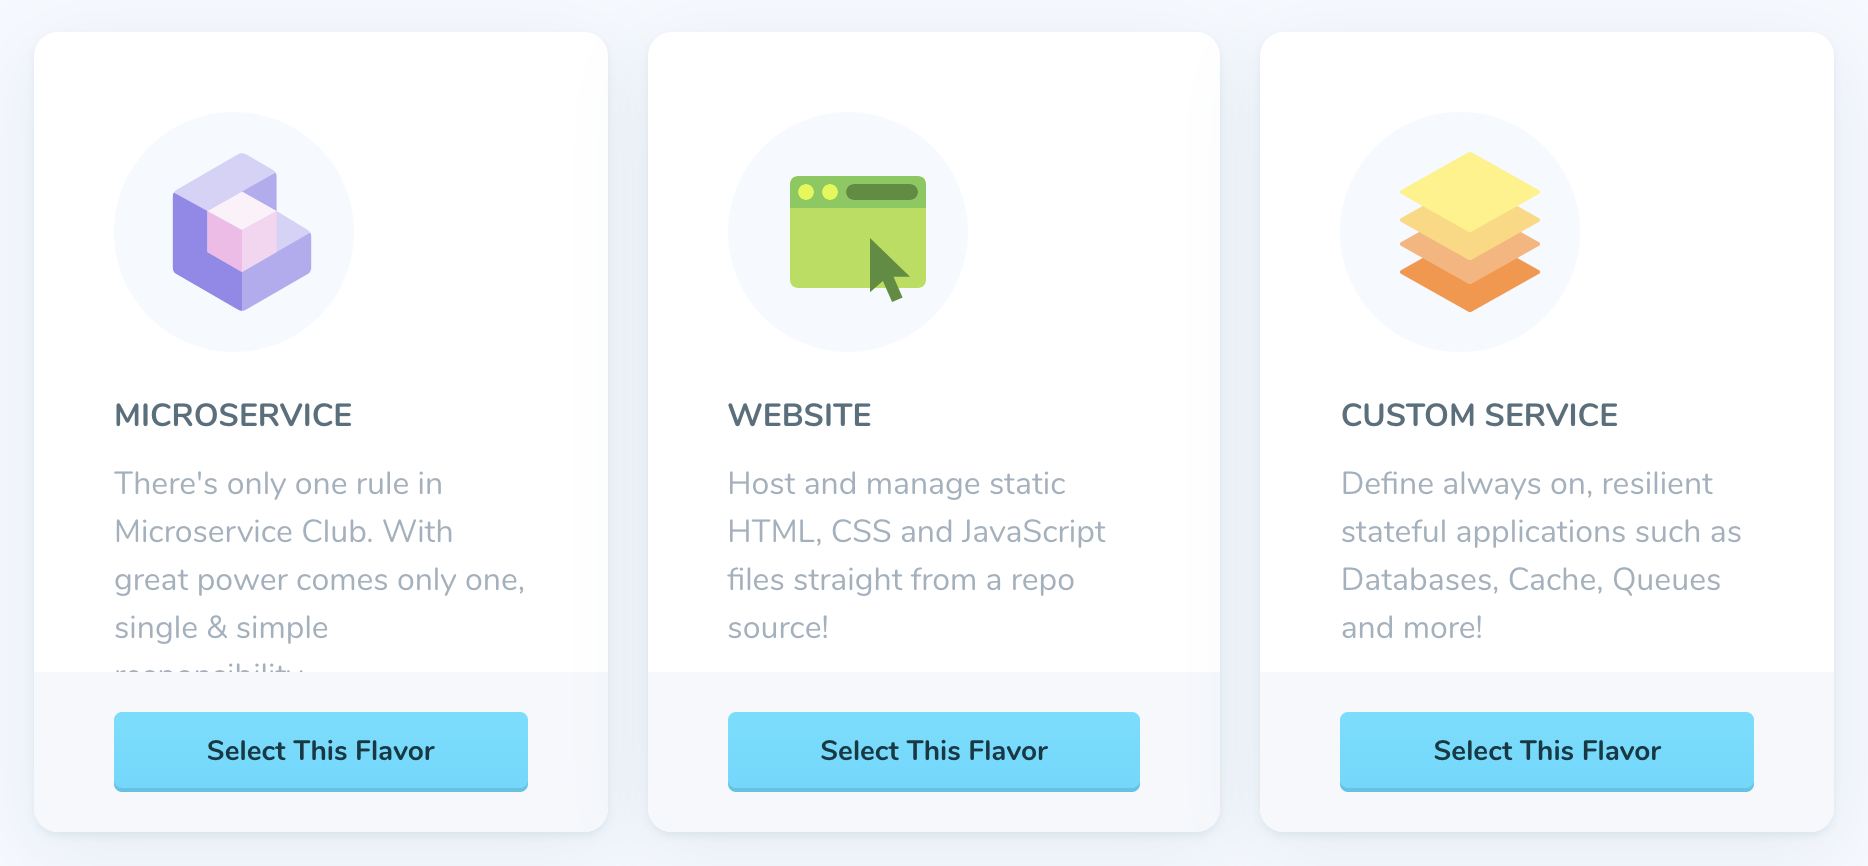 MICROSERVICE
There's only one rule in
Microservice Club. With
great power comes only one,
single & simple
responsibility.
Select This Flavor
WEBSITE
Host and manage static
HTML, CSS and JavaScript
files straight from a repo
source!
Select This Flavor
CUSTOM SERVICE
Define always on, resilient
stateful applications such as
Databases, Cache, Queues
and more!
Select This Flavor